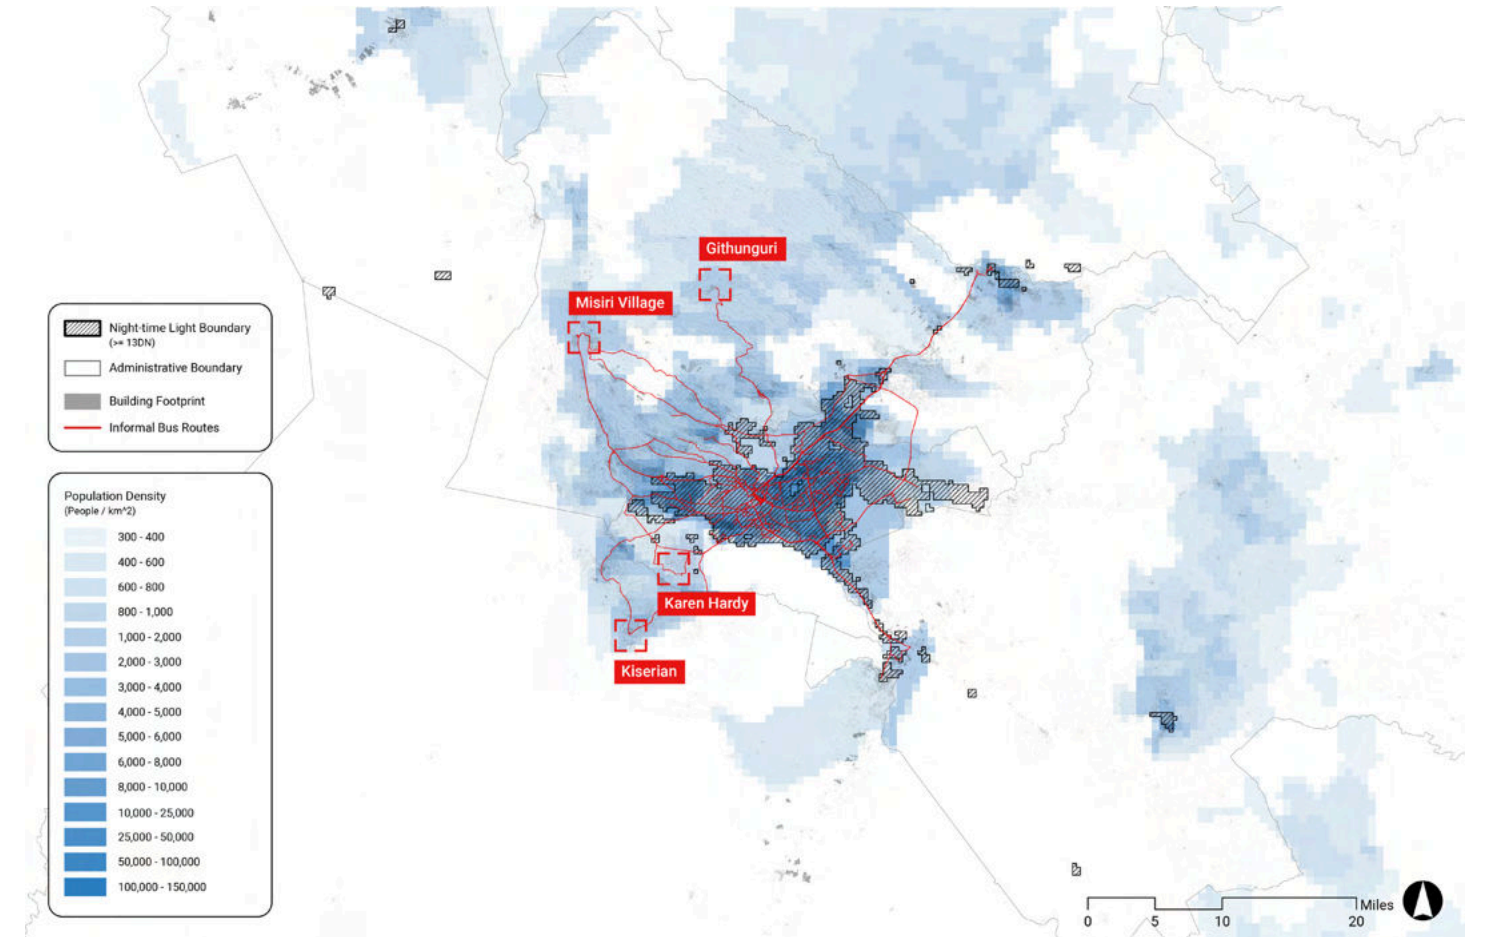 Githunguri
Misiri Village
Karen Hardy
Kiserian
Night-time Light Boundary
(>= 13DN)
Administrative Boundary
Building Footprint
Informal Bus Routes
Population Density
(People / km^2)
300 - 400
400 - 600
600 - 800
800 - 1,000
1,000 - 2,000
2,000 - 3,000
3,000 - 4,000
4,000 - 5,000
5,000 - 6,000
6,000 - 8,000
8,000 - 10,000
10,000 - 25,000
25,000 - 50,000
50,000 - 100,000
100,000 - 150,000
Miles
0 5 10 20